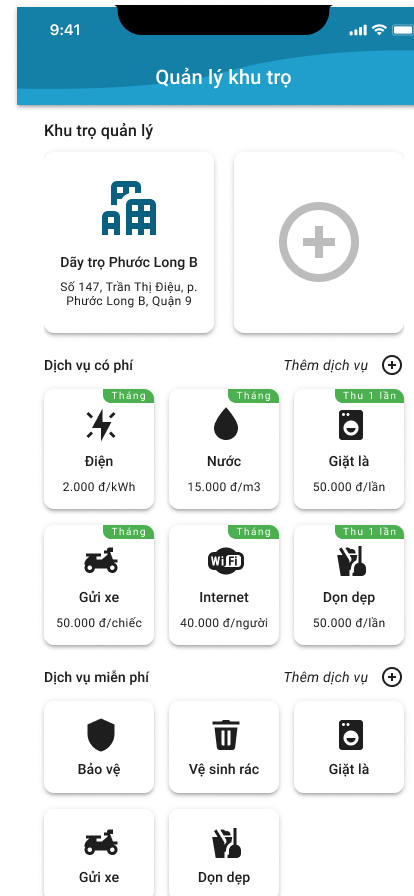 9:41
Quản lý khu trọ
Khu trọ quản lý
Dãy trọ Phước Long B
Số 147, Trần Thị Điệu, p.
Phước Long B, Quận 9
Dịch vụ có phí
Thêm dịch vụ
Tháng
Điện
2.000 đ/kWh
Tháng
Nước
15.000 đ/m3
Thu 1 lần
Giặt là
50.000 đ/lần
Tháng
Gửi xe
50.000 đ/chiếc
Tháng
WiFi
Internet
40.000 đ/người
Thu 1 lần
Dọn dẹp
50.000 đ/lần
Dịch vụ miễn phí
Thêm dịch vụ
Bảo vệ
Vệ sinh rác
Giặt là
Gửi xe
Dọn dẹp